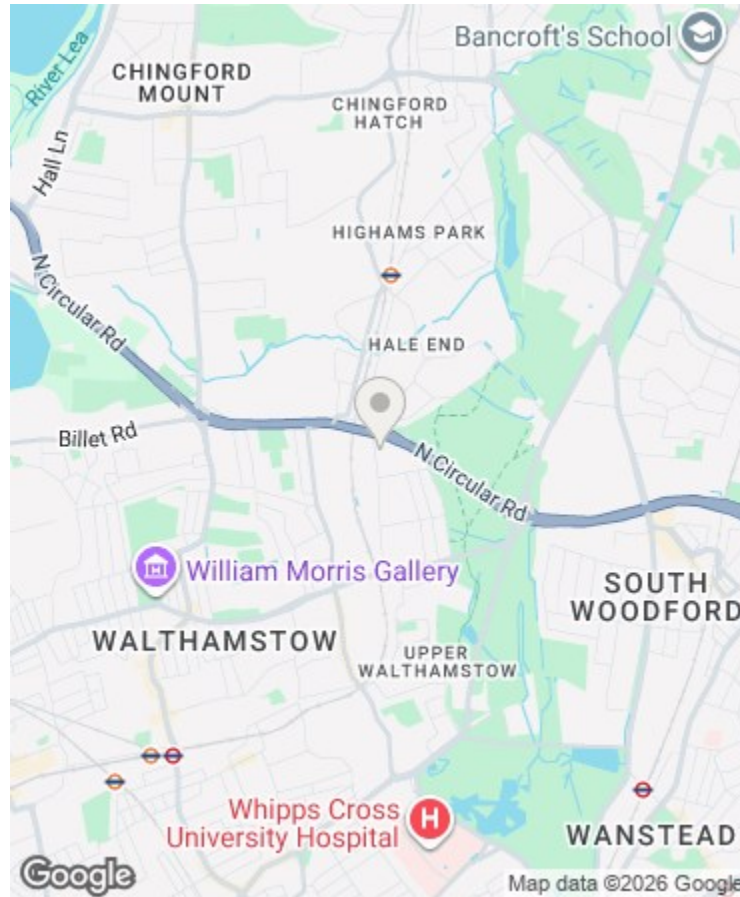 Bancroft's School
River Lea
CHINGFORD
MOUNT
CHINGFORD
HATCH
Hall Ln
HIGHAMS PARK
N Circular Rd
HALE END
Billet Rd
N Circular Rd
William Morris Gallery
SOUTH
WOODFORD
WALTHAMSTOW
UPPER
WALTHAMSTOW
Whipps Cross
University Hospital
H
WANSTEAD
Google
Map data ©2026 Google